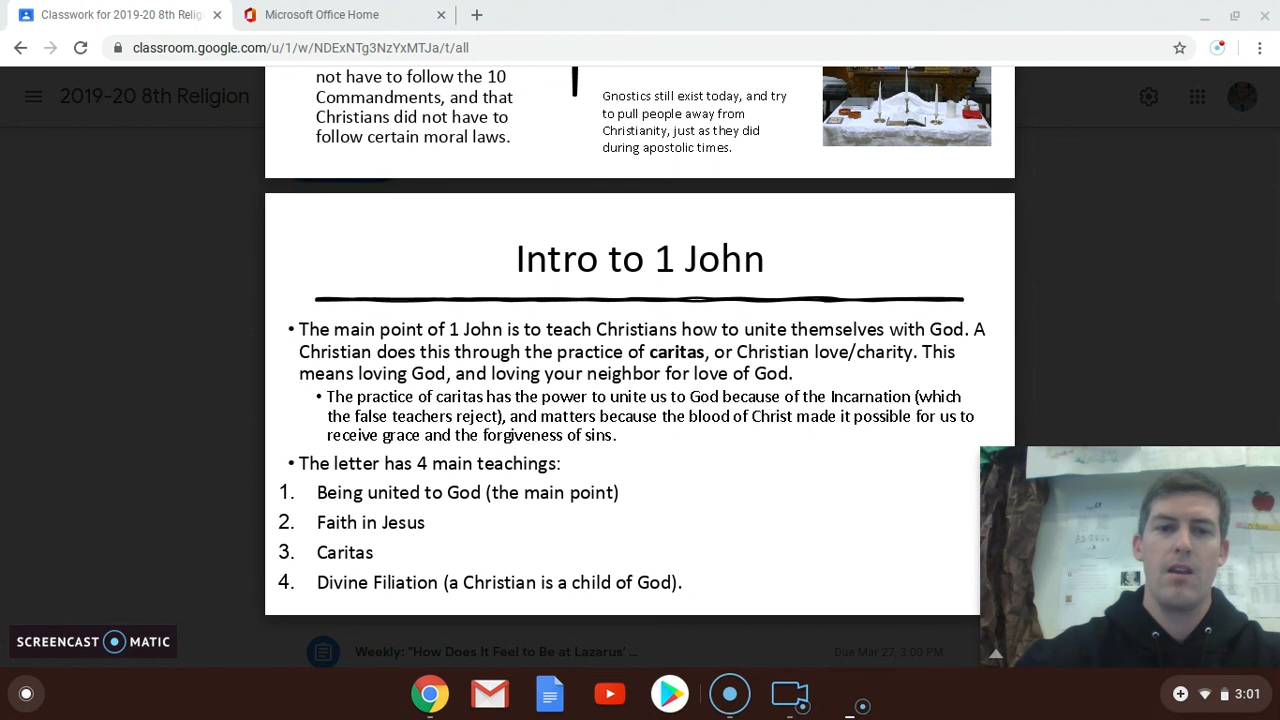 Classwork for 2019-20 8th Relig
Microsoft Office Home
classroom.google.com/u/1/w/NDExNTg3NzYxMTJa/t/all
2019-20 8th Religion
not have to follow the 10
Commandments, and that
Christians did not have to
follow certain moral laws.
Gnostics still exist today, and try
to pull people away from
Christianity, just as they did
during apostolic times.
Intro to 1 John
• The main point of 1 John is to teach Christians how to unite themselves with God. A
Christian does this through the practice of caritas, or Christian love/charity. This
means loving God, and loving your neighbor for love of God.
• The practice of caritas has the power to unite us to God because of the Incarnation (which
the false teachers reject), and matters because the blood of Christ made it possible for us to
receive grace and the forgiveness of sins.
• The letter has 4 main teachings:
1. Being united to God (the main point)
2. Faith in Jesus
3. Caritas
4. Divine Filiation (a Christian is a child of God).
SCREENCAST MATIC
Weekly: "How Does It Feel to Be at Lazarus' ...
Due Mar 27, 3:00 PM
3:01